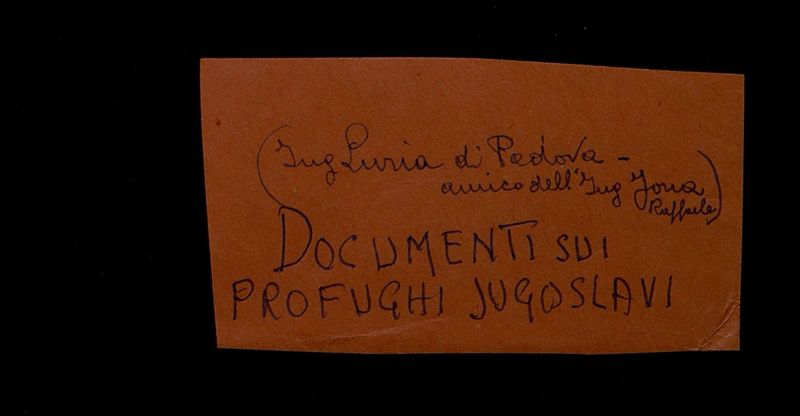 (Ing Luria di Padova -
amico dell'Ing Jona
Raffaele)
DOCUMENTI SUI
PROFUGHI JUGOSLAVI